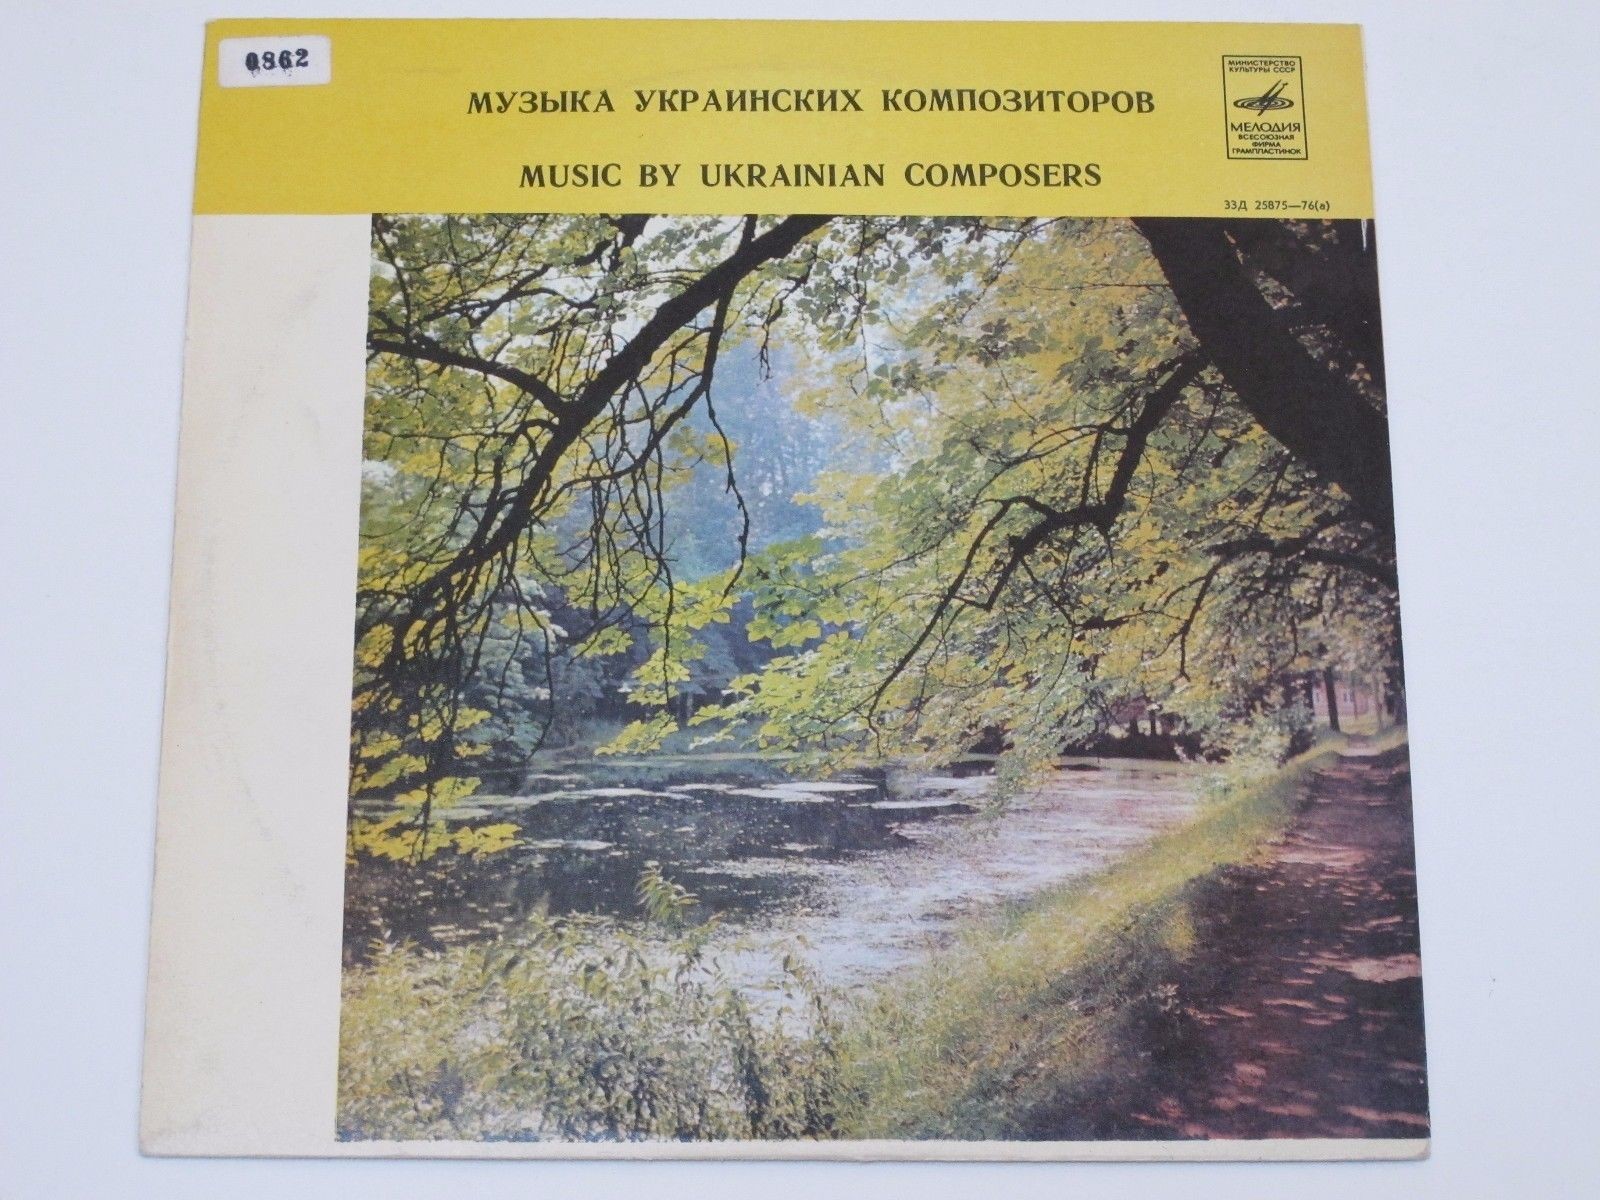 0862
МУЗЫКА УКРАИНСКИХ КОМПОЗИТОРОВ
MUSIC BY UKRAINIAN COMPOSERS
МИНИСТЕРСТВО
КУЛЬТУРЫ СССР
МЕЛОДИЯ
ВСЕСОЮЗНАЯ
ФИРМА
ГРАМПЛАСТИНОК
33Д 25875—76(а)